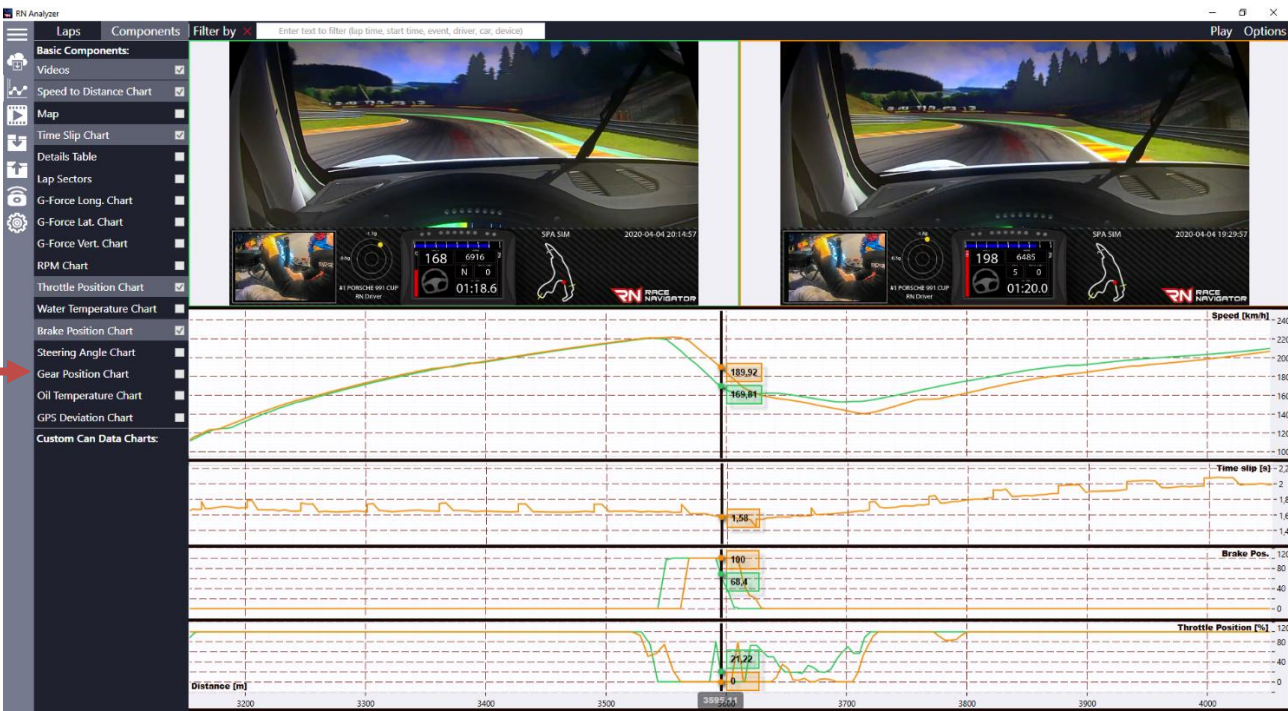 RN Analyzer
Laps Components Filter by × Enter text to filter (lap time, start time, event, driver, car, device) Play Options
Basic Components:
Videos
Speed to Distance Chart
Map
Time Slip Chart
Details Table
Lap Sectors
G-Force Long. Chart
G-Force Lat. Chart
G-Force Vert. Chart
RPM Chart
Throttle Position Chart
Water Temperature Chart
Brake Position Chart
Steering Angle Chart
Gear Position Chart
Oil Temperature Chart
GPS Deviation Chart
Custom Can Data Charts:
SPA SIM 2020-04-04 20:14:57
168 6916
N 0
01:18.6
#1 PORSCHE 991 CUP
RN Driver
RN RACE NAVIGATOR
SPA SIM 2020-04-04 19:29:57
198 6485
5 0
01:20.0
#1 PORSCHE 991 CUP
RN Driver
RN RACE NAVIGATOR
Speed [km/h]
240
220
200
180
160
140
120
100
189,92
169,81
Time slip [s]
2,2
2
1,8
1,6
1,4
1,58
Brake Pos.
120
80
40
0
100
68,4
Throttle Position [%]
120
80
40
0
21,22
0
Distance [m]
3595,11
3200 3300 3400 3500 3600 3700 3800 3900 4000